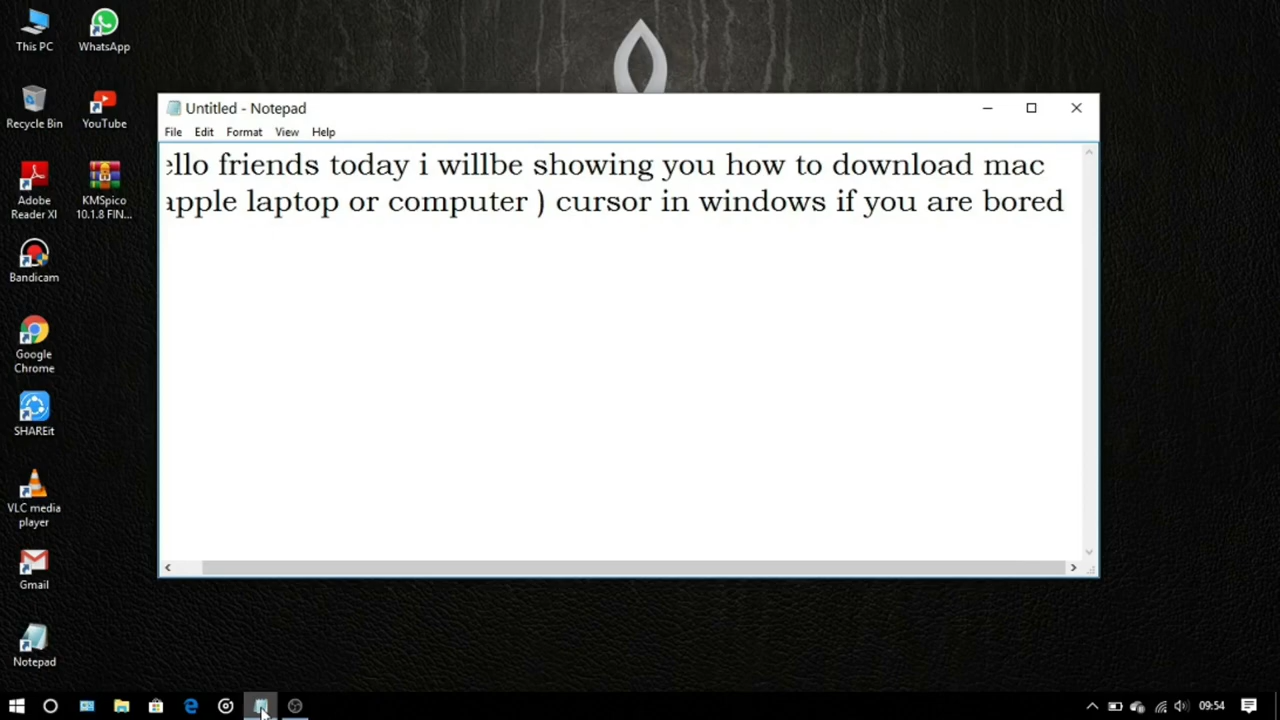 This PC
WhatsApp
Recycle Bin
YouTube
Adobe
Reader XI
KMSpico
10.1.8 FIN...
Bandicam
Google
Chrome
SHAREit
VLC media
player
Gmail
Notepad
Untitled - Notepad
File Edit Format View Help
ello friends today i willbe showing you how to download mac
apple laptop or computer ) cursor in windows if you are bored
09:54